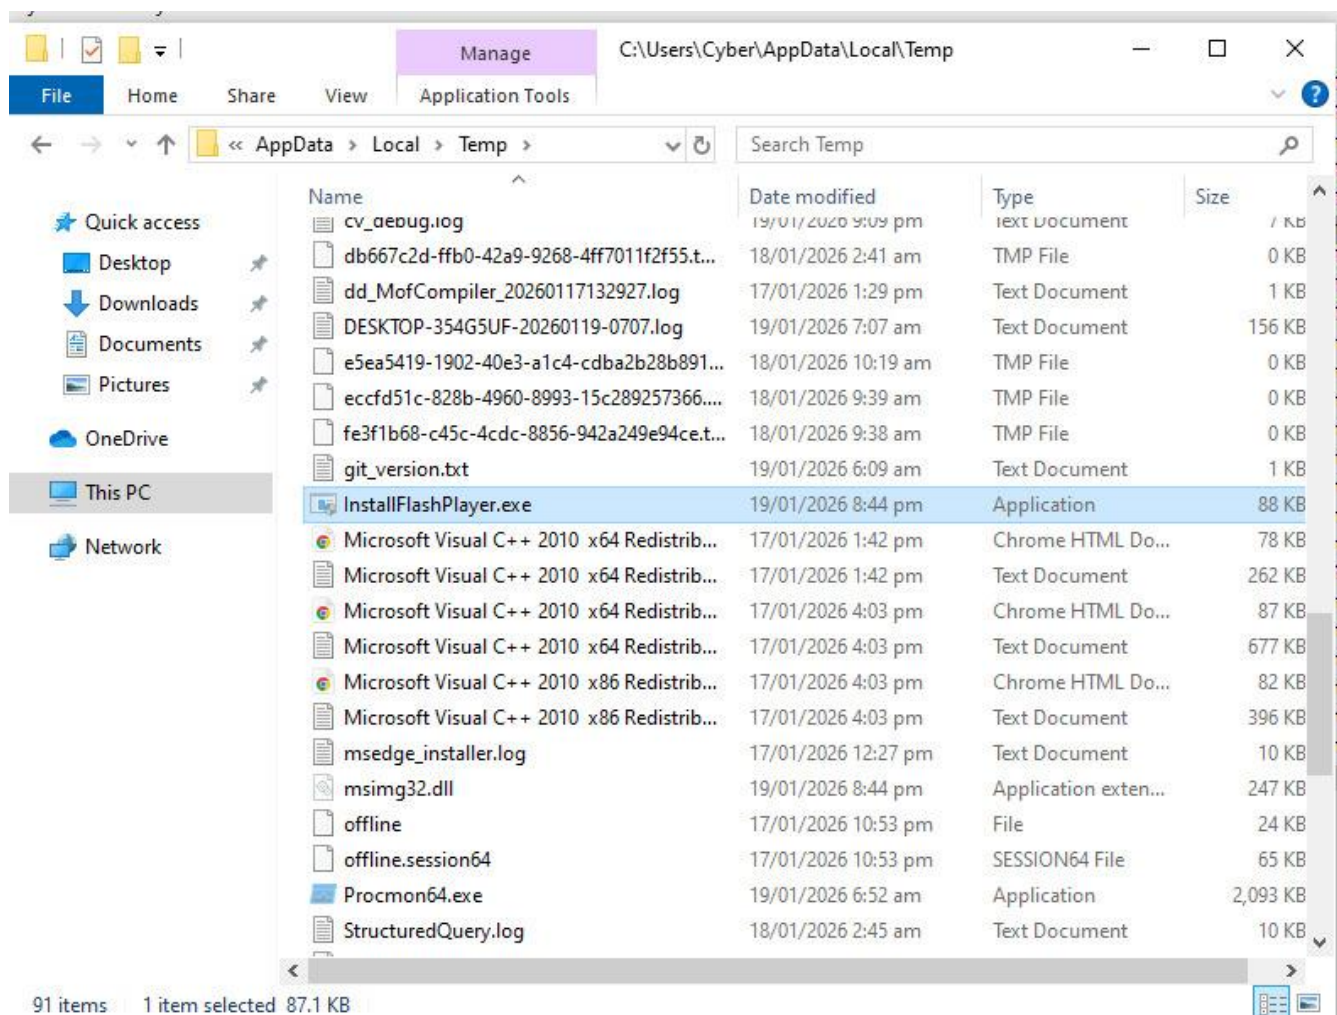 Manage
C:\Users\Cyber\AppData\Local\Temp
File Home Share View Application Tools
« AppData > Local > Temp >
Search Temp
Name Date modified Type Size
Quick access
Desktop
Downloads
Documents
Pictures
OneDrive
This PC
Network
cv_debug.log 19/01/2026 9:09 pm Text Document 7 KB
db667c2d-ffb0-42a9-9268-4ff7011f2f55.t... 18/01/2026 2:41 am TMP File 0 KB
dd_MofCompiler_20260117132927.log 17/01/2026 1:29 pm Text Document 1 KB
DESKTOP-354G5UF-20260119-0707.log 19/01/2026 7:07 am Text Document 156 KB
e5ea5419-1902-40e3-a1c4-cdba2b28b891... 18/01/2026 10:19 am TMP File 0 KB
eccfd51c-828b-4960-8993-15c289257366.... 18/01/2026 9:39 am TMP File 0 KB
fe3f1b68-c45c-4cdc-8856-942a249e94ce.t... 18/01/2026 9:38 am TMP File 0 KB
git_version.txt 19/01/2026 6:09 am Text Document 1 KB
InstallFlashPlayer.exe 19/01/2026 8:44 pm Application 88 KB
Microsoft Visual C++ 2010 x64 Redistrib... 17/01/2026 1:42 pm Chrome HTML Do... 78 KB
Microsoft Visual C++ 2010 x64 Redistrib... 17/01/2026 1:42 pm Text Document 262 KB
Microsoft Visual C++ 2010 x64 Redistrib... 17/01/2026 4:03 pm Chrome HTML Do... 87 KB
Microsoft Visual C++ 2010 x64 Redistrib... 17/01/2026 4:03 pm Text Document 677 KB
Microsoft Visual C++ 2010 x86 Redistrib... 17/01/2026 4:03 pm Chrome HTML Do... 82 KB
Microsoft Visual C++ 2010 x86 Redistrib... 17/01/2026 4:03 pm Text Document 396 KB
msedge_installer.log 17/01/2026 12:27 pm Text Document 10 KB
msimg32.dll 19/01/2026 8:44 pm Application exten... 247 KB
offline 17/01/2026 10:53 pm File 24 KB
offline.session64 17/01/2026 10:53 pm SESSION64 File 65 KB
Procmon64.exe 19/01/2026 6:52 am Application 2,093 KB
StructuredQuery.log 18/01/2026 2:45 am Text Document 10 KB
91 items 1 item selected 87.1 KB